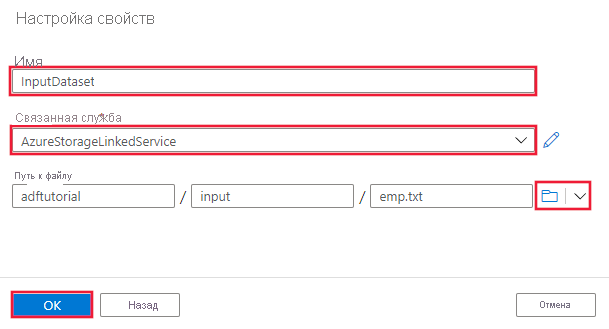 Настройка свойств
Имя
InputDataset
Связанная служба*
AzureStorageLinkedService
Путь к файлу
adftutorial / input / emp.txt
OK Назад Отмена